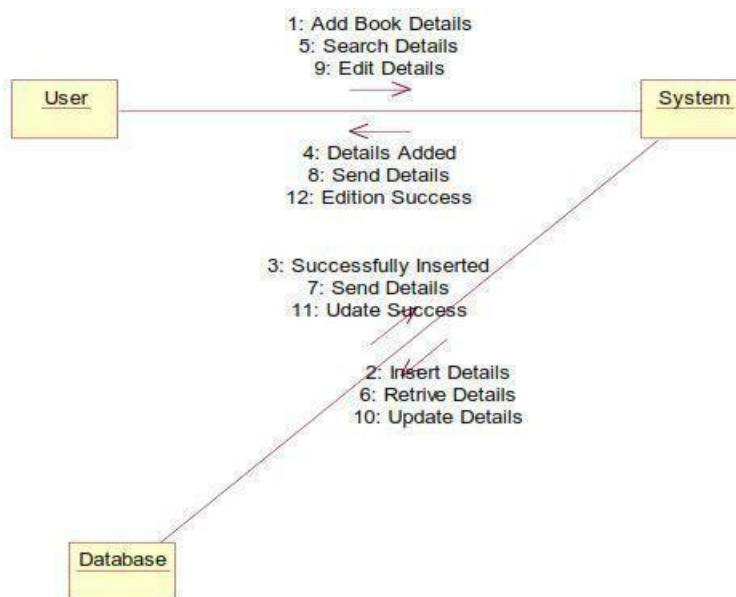 1: Add Book Details
5: Search Details
9: Edit Details
User
System
4: Details Added
8: Send Details
12: Edition Success
3: Successfully Inserted
7: Send Details
11: Udate Success
2: Insert Details
6: Retrive Details
10: Update Details
Database